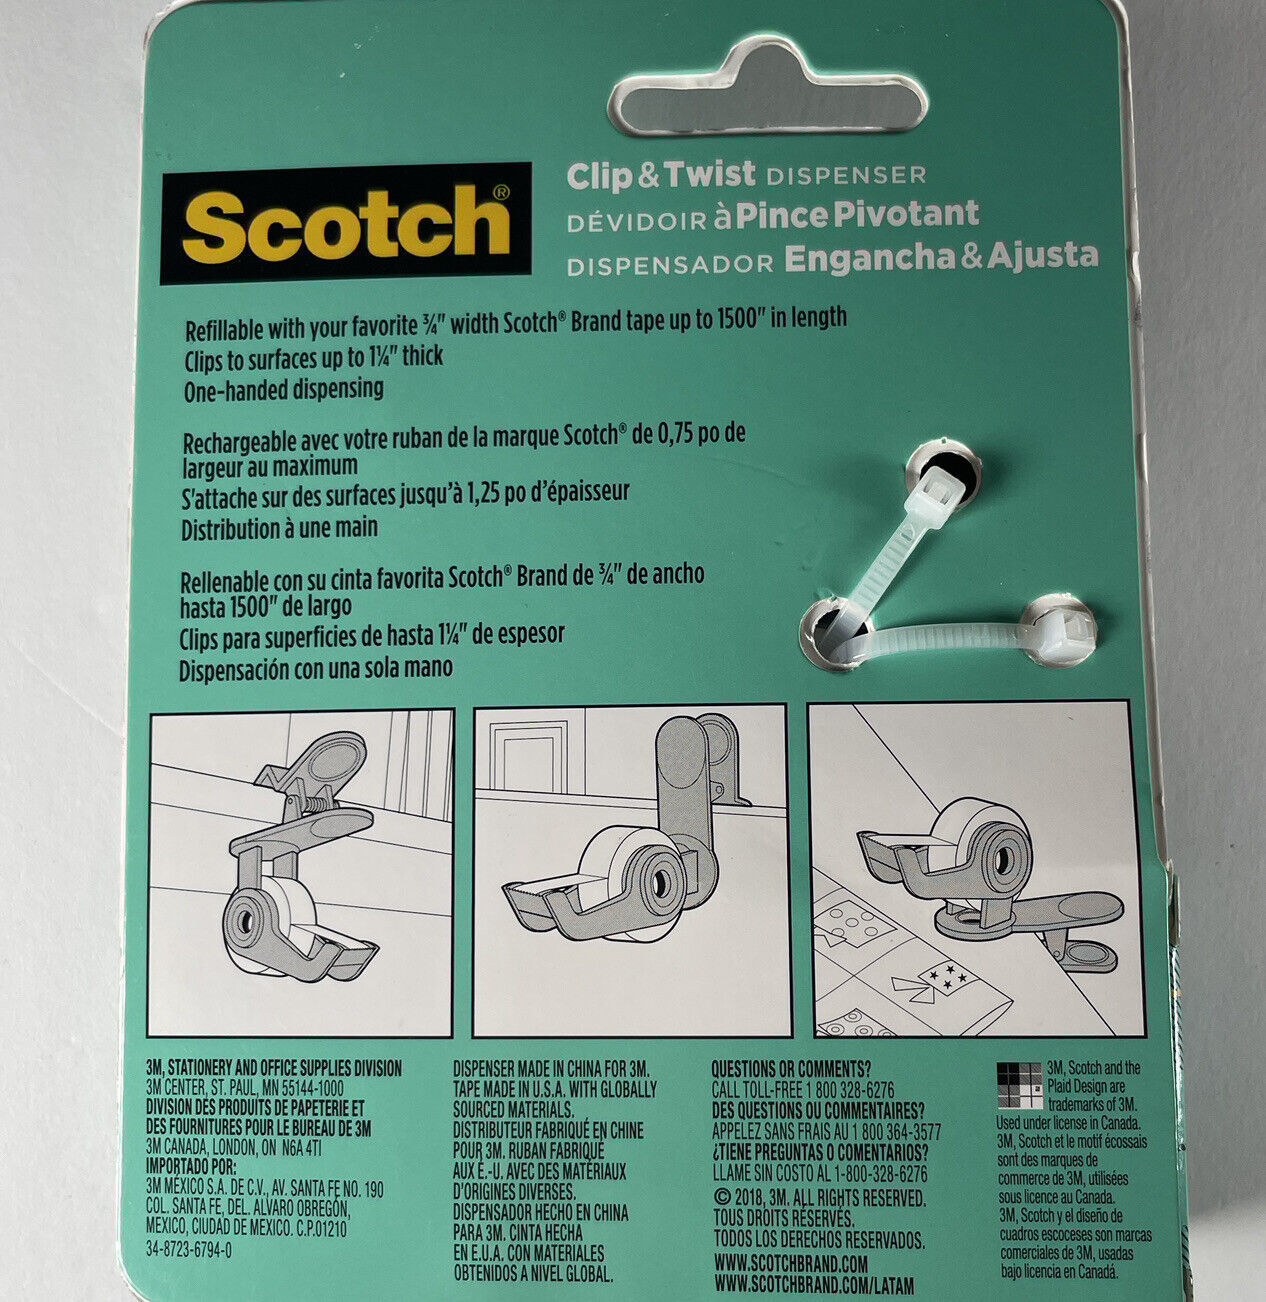 Scotch®
Clip & Twist DISPENSER
DÉVIDOIR à Pince Pivotant
DISPENSADOR Engancha & Ajusta
Refillable with your favorite ¾" width Scotch® Brand tape up to 1500" in length
Clips to surfaces up to 1¼" thick
One-handed dispensing
Rechargeable avec votre ruban de la marque Scotch® de 0,75 po de
largeur au maximum
S'attache sur des surfaces jusqu'à 1,25 po d'épaisseur
Distribution à une main
Rellenable con su cinta favorita Scotch® Brand de ¾" de ancho
hasta 1500" de largo
Clips para superficies de hasta 1¼" de espesor
Dispensación con una sola mano
3M, STATIONERY AND OFFICE SUPPLIES DIVISION
3M CENTER, ST. PAUL, MN 55144-1000
DIVISION DES PRODUITS DE PAPETERIE ET
DES FOURNITURES POUR LE BUREAU DE 3M
3M CANADA, LONDON, ON N6A 4T1
IMPORTADO POR:
3M MÉXICO S.A. DE C.V., AV. SANTA FE NO. 190
COL. SANTA FE, DEL. ALVARO OBREGÓN,
MEXICO, CIUDAD DE MEXICO. C.P.01210
34-8723-6794-0
DISPENSER MADE IN CHINA FOR 3M.
TAPE MADE IN U.S.A. WITH GLOBALLY
SOURCED MATERIALS.
DISTRIBUTEUR FABRIQUÉ EN CHINE
POUR 3M. RUBAN FABRIQUÉ
AUX É.-U. AVEC DES MATÉRIAUX
D'ORIGINES DIVERSES.
DISPENSADOR HECHO EN CHINA
PARA 3M. CINTA HECHA
EN E.U.A. CON MATERIALES
OBTENIDOS A NIVEL GLOBAL.
QUESTIONS OR COMMENTS?
CALL TOLL-FREE 1 800 328-6276
DES QUESTIONS OU COMMENTAIRES?
APPELEZ SANS FRAIS AU 1 800 364-3577
¿TIENE PREGUNTAS O COMENTARIOS?
LLAME SIN COSTO AL 1-800-328-6276
© 2018, 3M. ALL RIGHTS RESERVED.
TOUS DROITS RÉSERVÉS.
TODOS LOS DERECHOS RESERVADOS.
WWW.SCOTCHBRAND.COM
WWW.SCOTCHBRAND.COM/LATAM
3M, Scotch and the
Plaid Design are
trademarks of 3M.
Used under license in Canada.
3M, Scotch et le motif écossais
sont des marques de
commerce de 3M, utilisées
sous licence au Canada.
3M, Scotch y el diseño de
cuadros escoceses son marcas
comerciales de 3M, usadas
bajo licencia en Canadá.